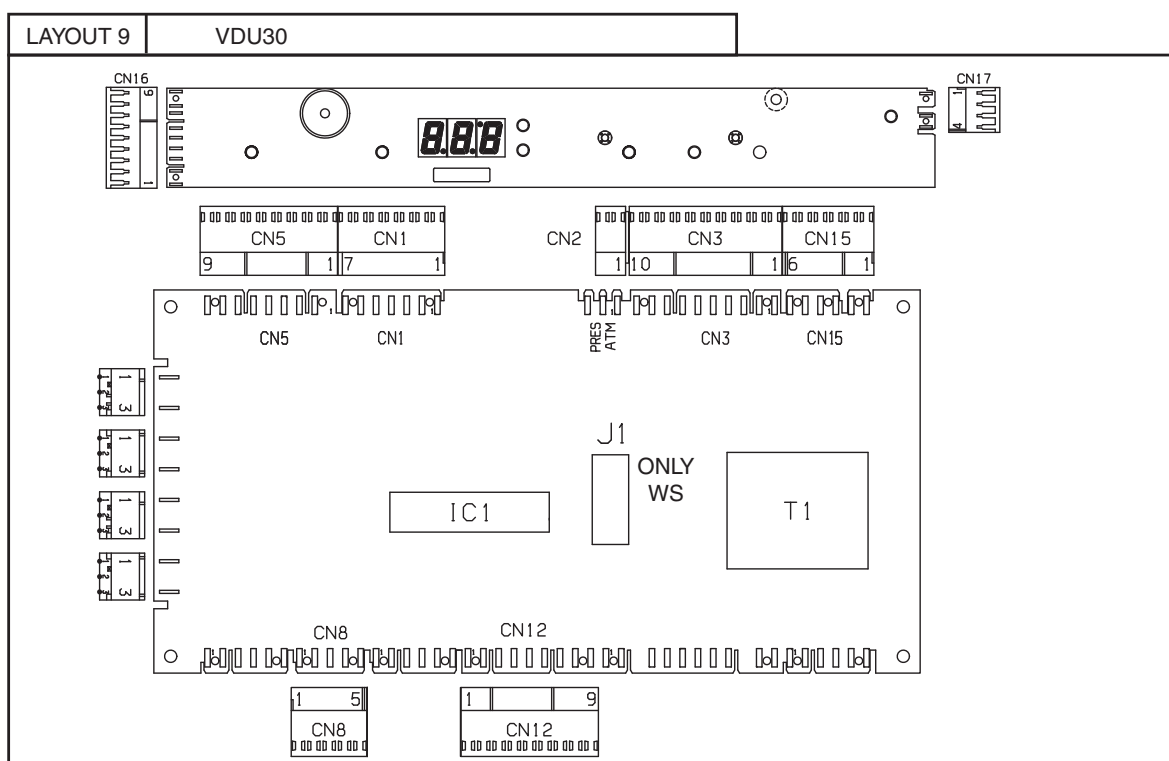 LAYOUT 9 VDU30
CN16 CN17
9 1
1 4
8.8.8
CN5 CN1 CN2 CN3 CN15
9 1 7 1 1 10 1 6 1
CN5 CN1 PRES ATM CN3 CN15
1 3
1 3
1 3
1 3
J1
ONLY
WS
IC1 T1
CN8 CN12
1 5 1 9
CN8 CN12